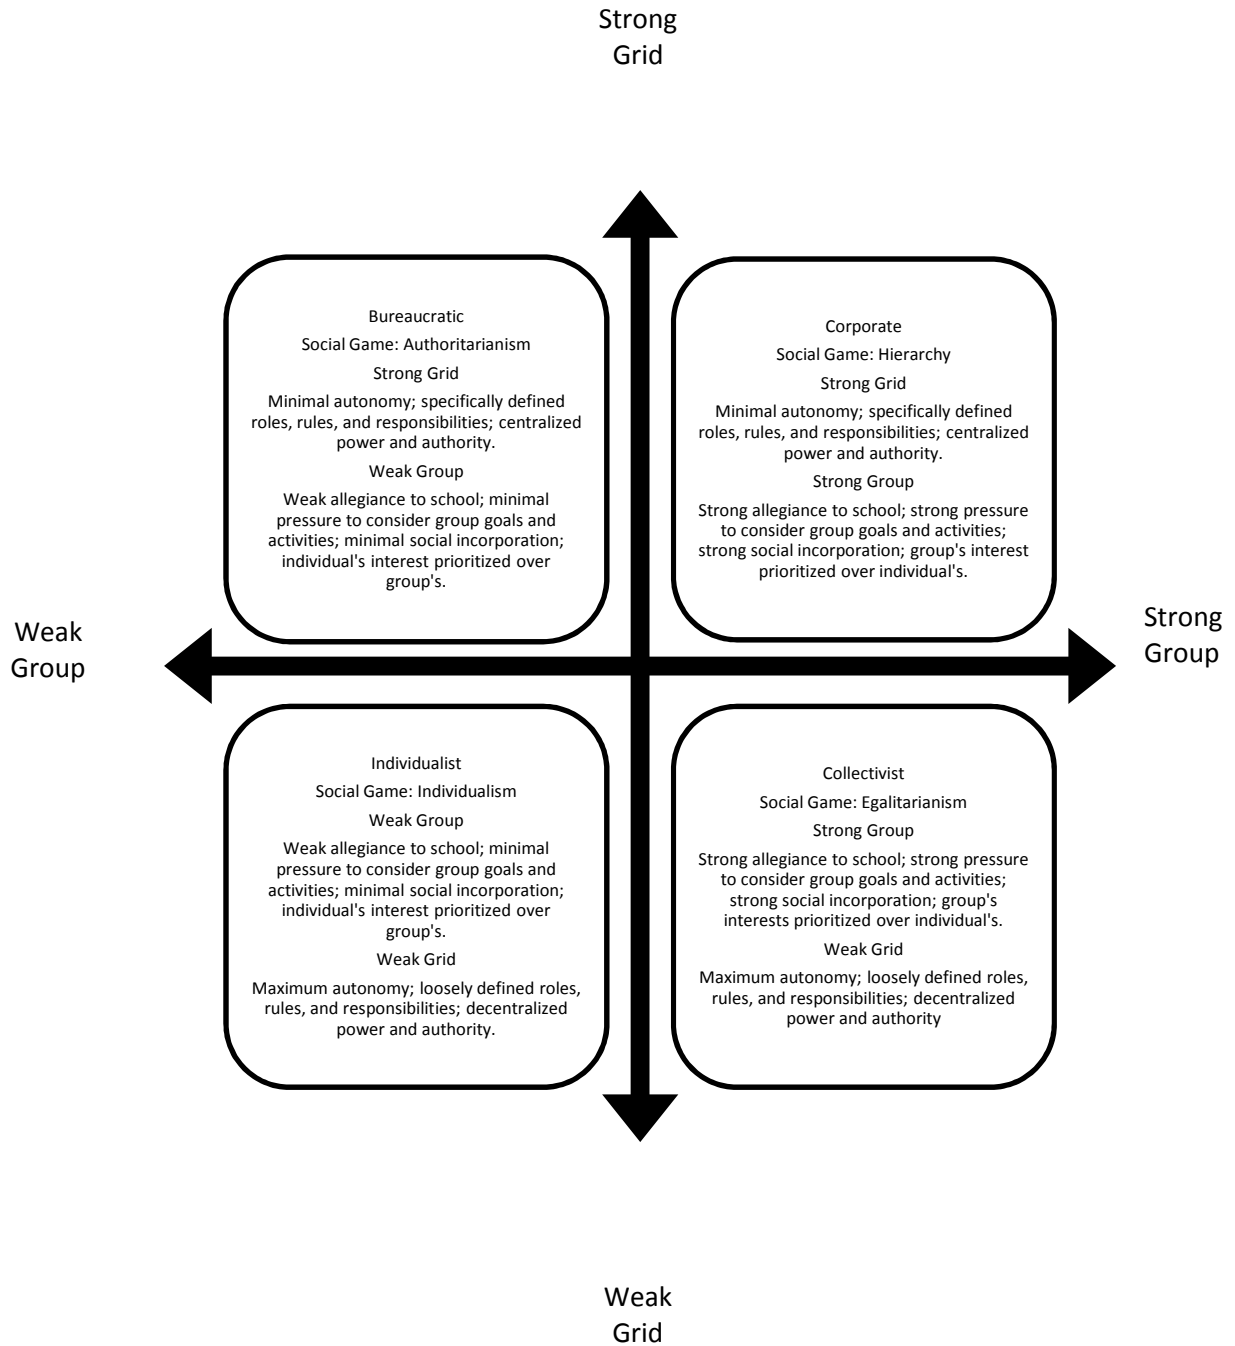 Strong
Grid
Bureaucratic
Social Game: Authoritarianism
Strong Grid
Minimal autonomy; specifically defined
roles, rules, and responsibilities; centralized
power and authority.
Weak Group
Weak allegiance to school; minimal
pressure to consider group goals and
activities; minimal social incorporation;
individual's interest prioritized over
group's.
Corporate
Social Game: Hierarchy
Strong Grid
Minimal autonomy; specifically defined
roles, rules, and responsibilities; centralized
power and authority.
Strong Group
Strong allegiance to school; strong pressure
to consider group goals and activities;
strong social incorporation; group's interest
prioritized over individual's.
Weak
Group
Strong
Group
Individualist
Social Game: Individualism
Weak Group
Weak allegiance to school; minimal
pressure to consider group goals and
activities; minimal social incorporation;
individual's interest prioritized over
group's.
Weak Grid
Maximum autonomy; loosely defined roles,
rules, and responsibilities; decentralized
power and authority.
Collectivist
Social Game: Egalitarianism
Strong Group
Strong allegiance to school; strong pressure
to consider group goals and activities;
strong social incorporation; group's
interests prioritized over individual's.
Weak Grid
Maximum autonomy; loosely defined roles,
rules, and responsibilities; decentralized
power and authority
Weak
Grid